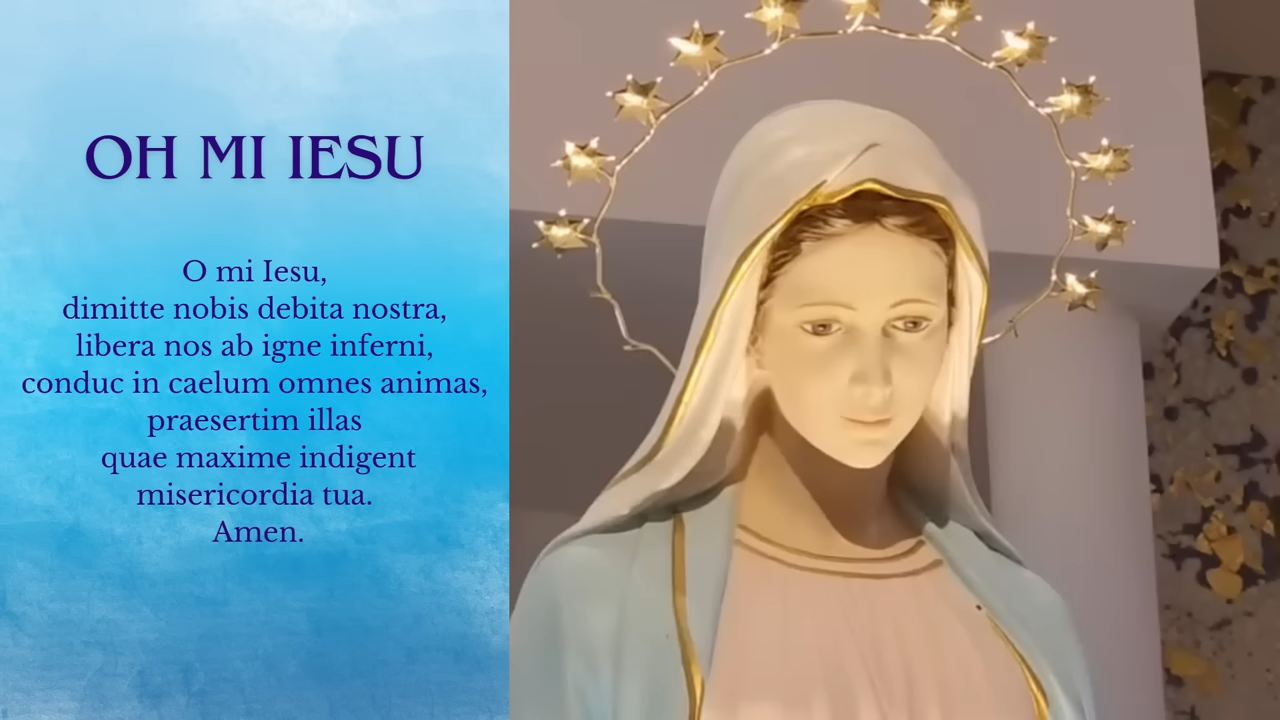 OH MI IESU
O mi Iesu,
dimitte nobis debita nostra,
libera nos ab igne inferni,
conduc in caelum omnes animas,
praesertim illas
quae maxime indigent
misericordia tua.
Amen.